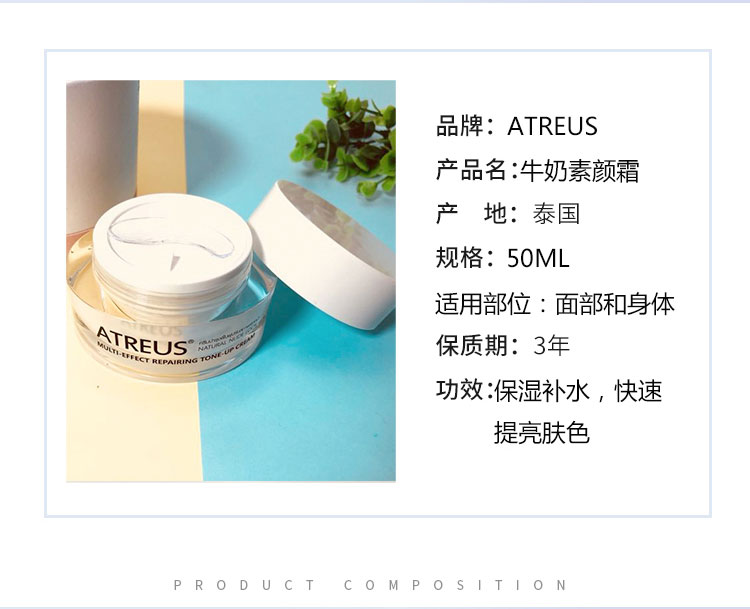 品牌：ATREUS
产品名：牛奶素颜霜
产　地：泰国
规格：50ML
适用部位：面部和身体
保质期：3年
功效：保湿补水，快速
提亮肤色
ATREUS®
NATURAL NUDE
MULTI-EFFECT REPAIRING TONE-UP CREAM
PRODUCT COMPOSITION